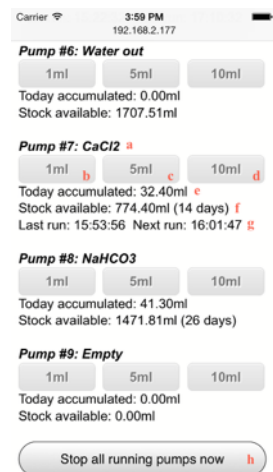 Carrier 3:59 PM
192.168.2.177
Pump #6: Water out
1ml 5ml 10ml
Today accumulated: 0.00ml
Stock available: 1707.51ml
Pump #7: CaCl2 a
1ml b 5ml c 10ml d
Today accumulated: 32.40ml e
Stock available: 774.40ml (14 days) f
Last run: 15:53:56 Next run: 16:01:47 g
Pump #8: NaHCO3
1ml 5ml 10ml
Today accumulated: 41.30ml
Stock available: 1471.81ml (26 days)
Pump #9: Empty
1ml 5ml 10ml
Today accumulated: 0.00ml
Stock available: 0.00ml
Stop all running pumps now h